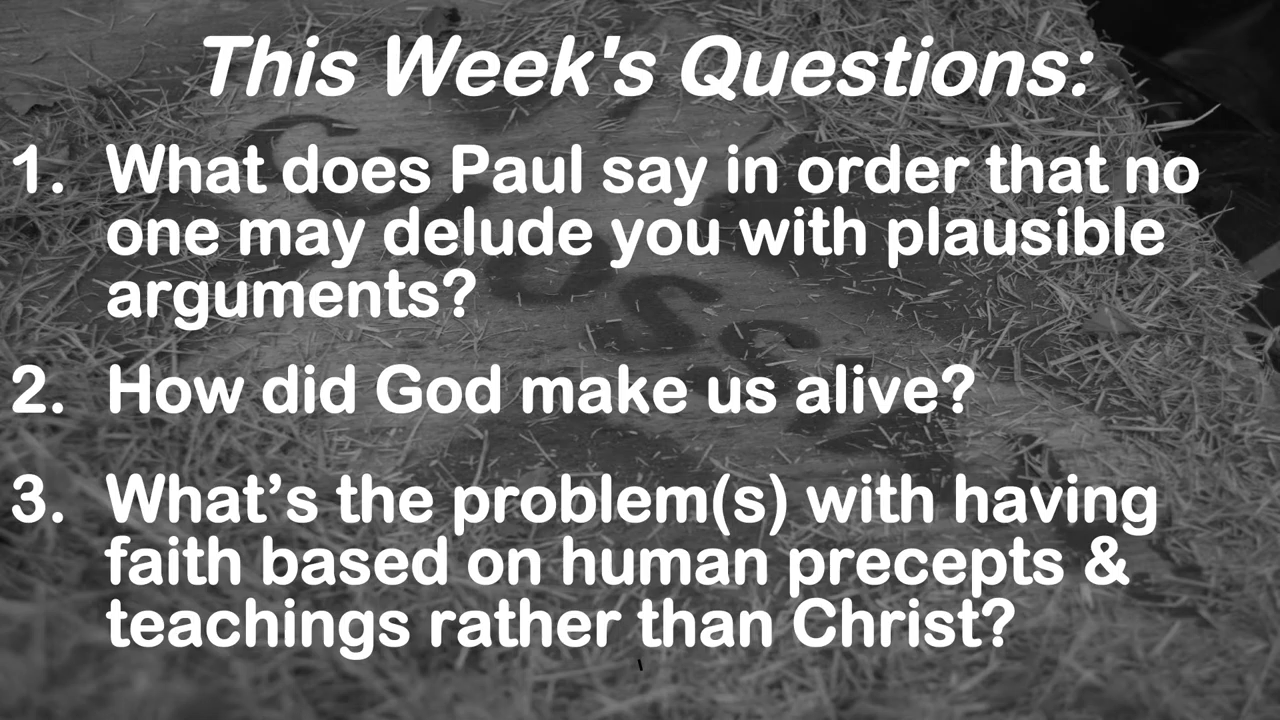 This Week's Questions:
1. What does Paul say in order that no
one may delude you with plausible
arguments?
2. How did God make us alive?
3. What’s the problem(s) with having
faith based on human precepts &
teachings rather than Christ?